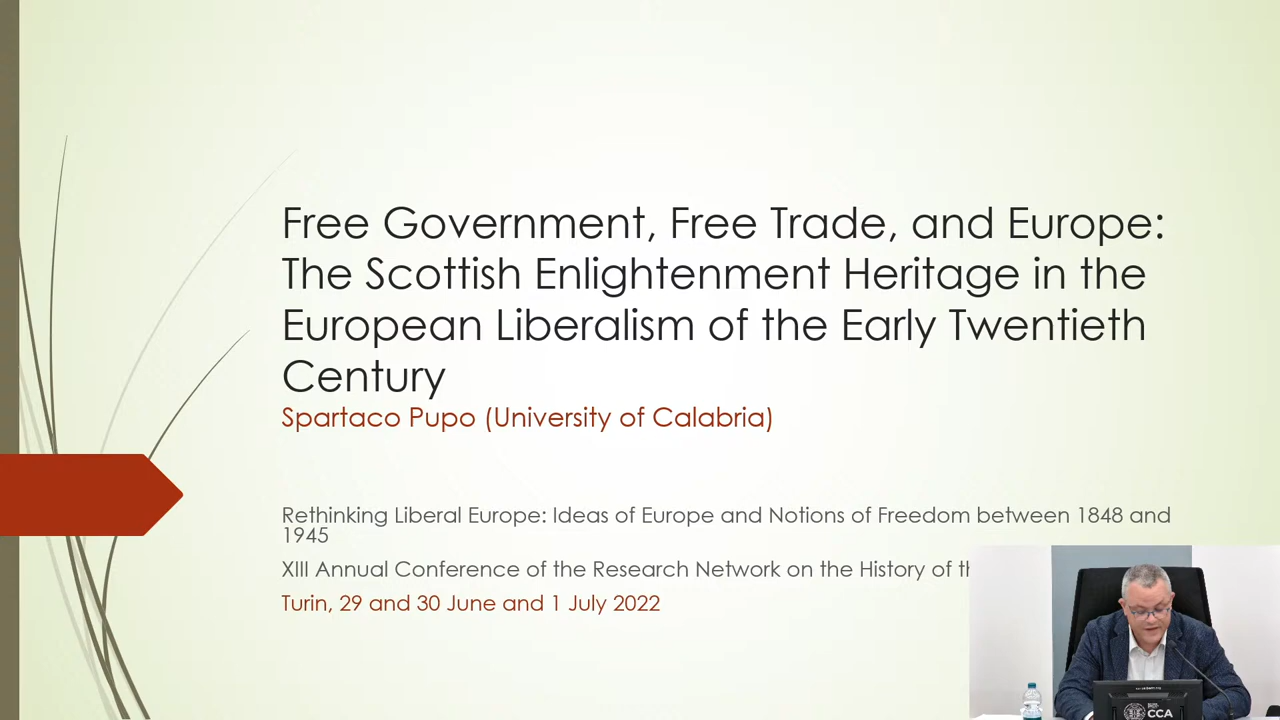 Free Government, Free Trade, and Europe:
The Scottish Enlightenment Heritage in the
European Liberalism of the Early Twentieth
Century
Spartaco Pupo (University of Calabria)
Rethinking Liberal Europe: Ideas of Europe and Notions of Freedom between 1848 and
1945
XIII Annual Conference of the Research Network on the History of th
Turin, 29 and 30 June and 1 July 2022
CCA